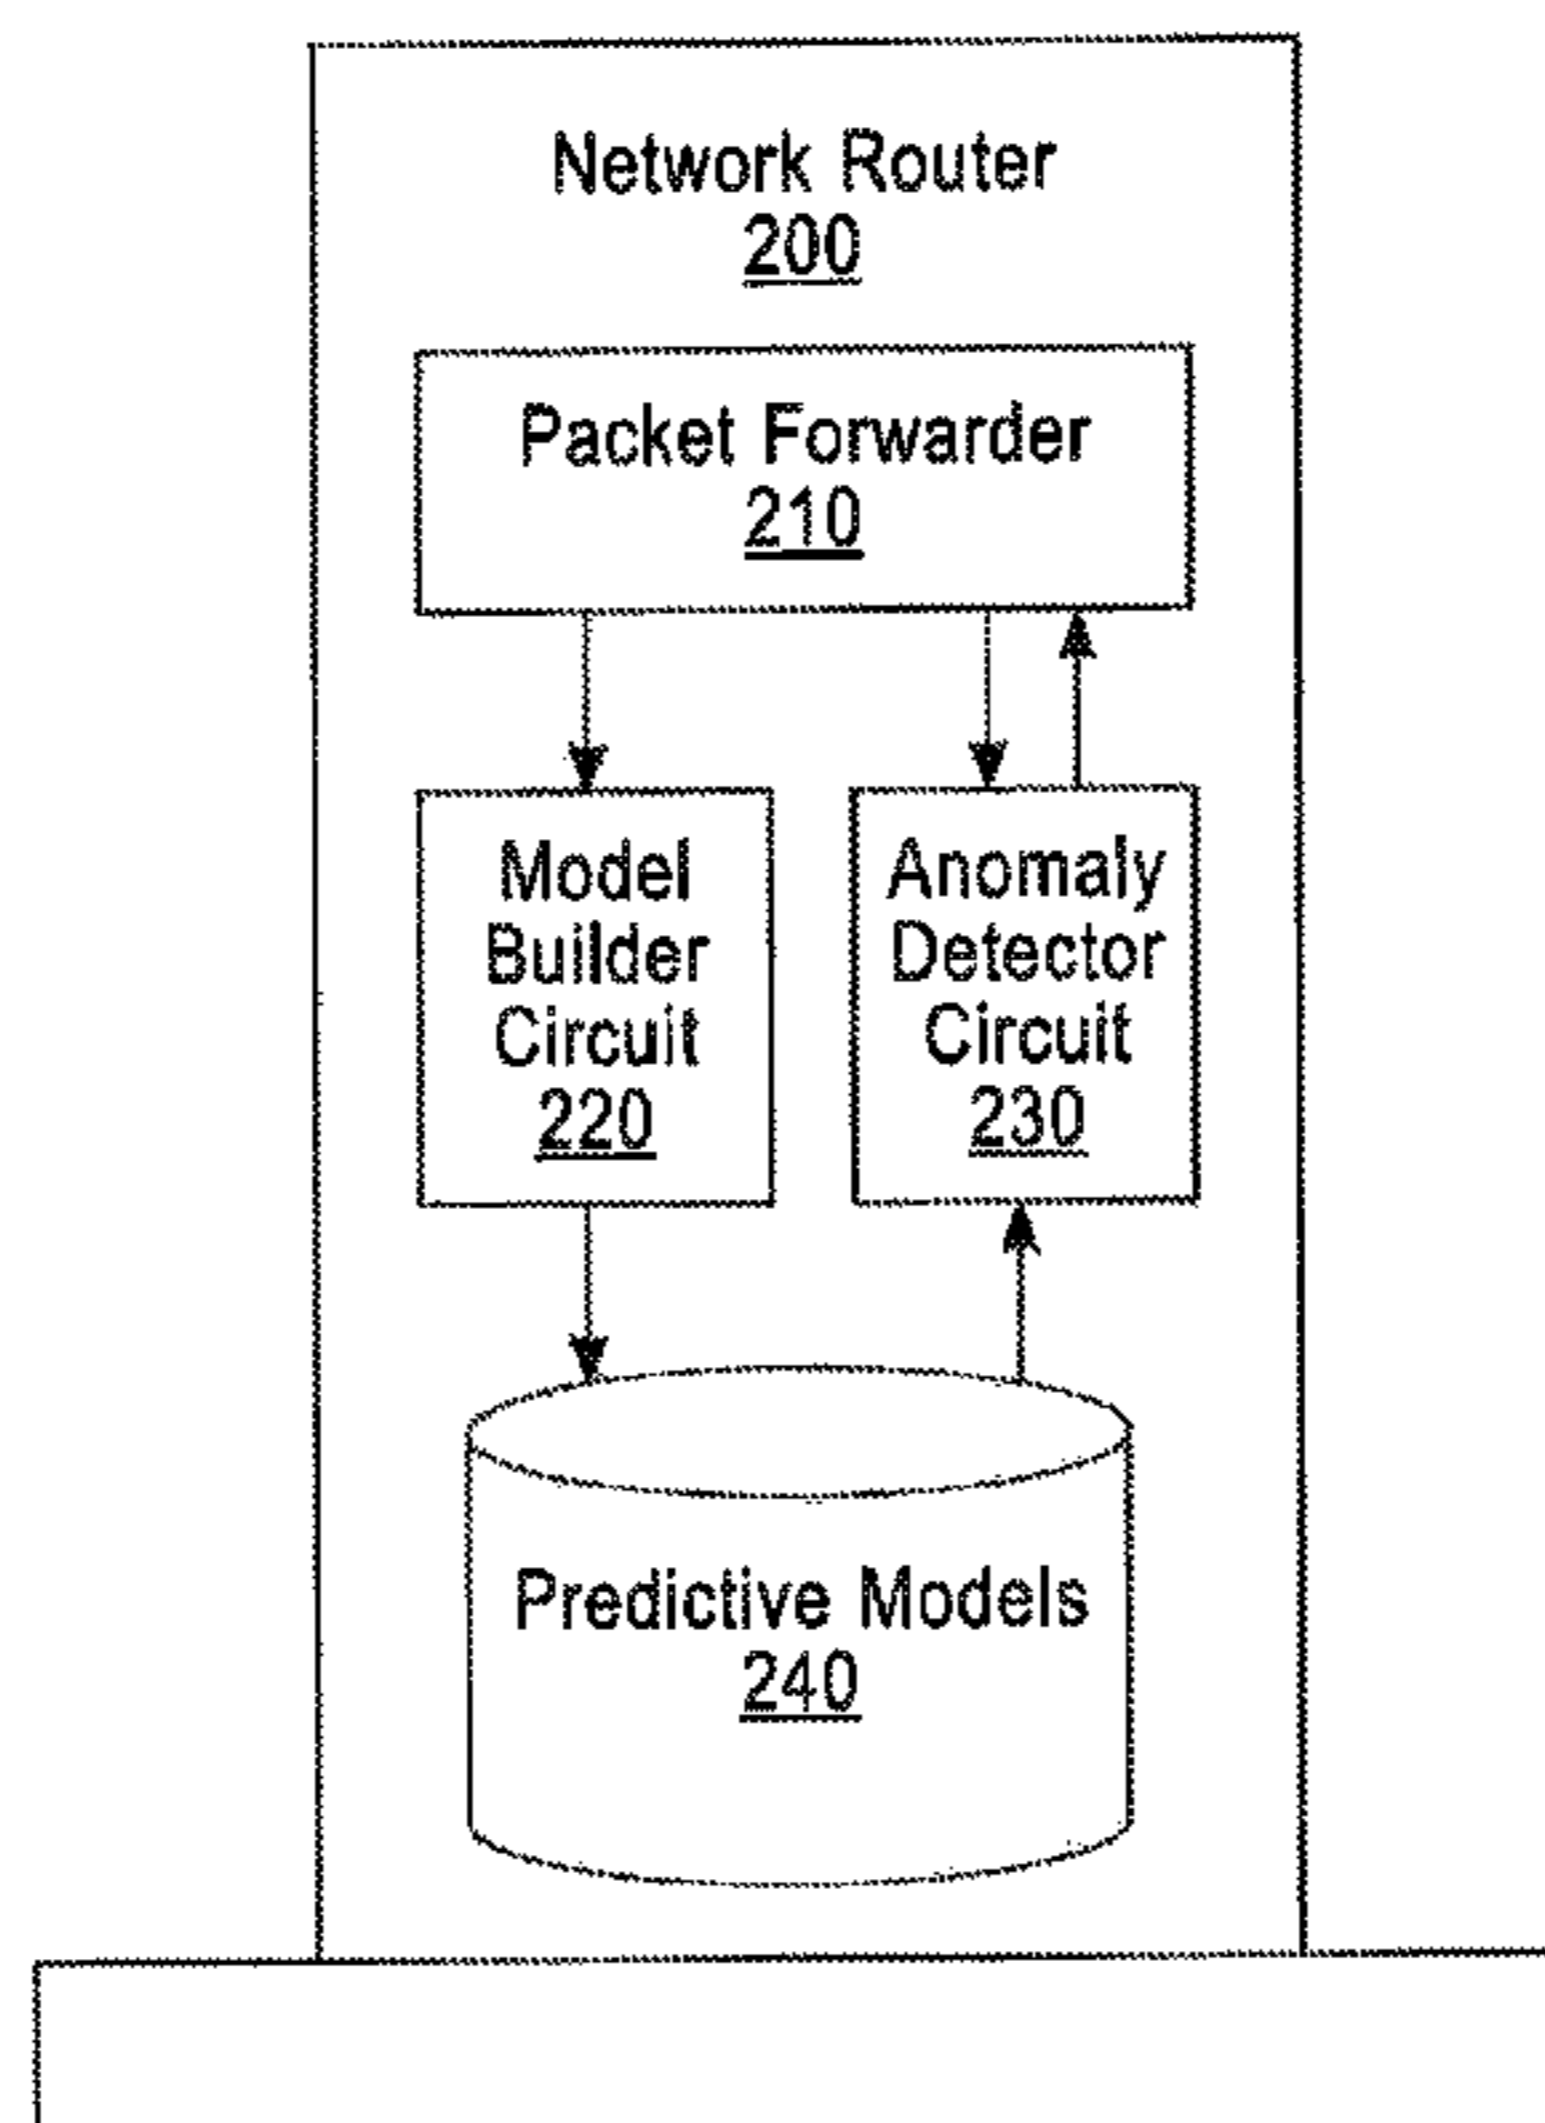 Network Router
200
Packet Forwarder
210
Model
Builder
Circuit
220
Anomaly
Detector
Circuit
230
Predictive Models
240